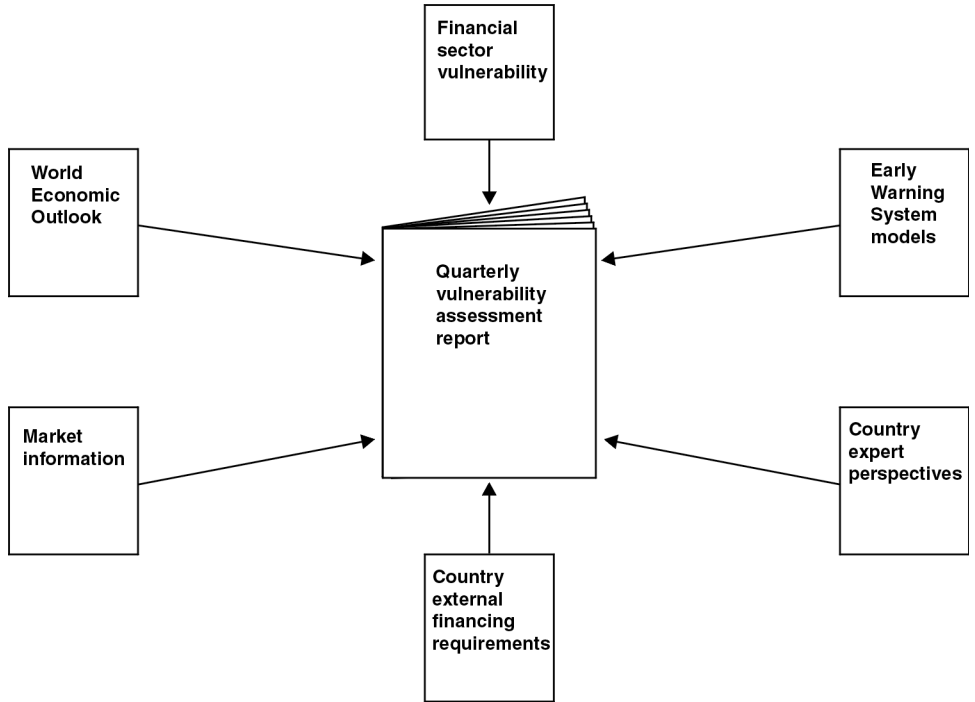 Financial
sector
vulnerability
World
Economic
Outlook
Early
Warning
System
models
Quarterly
vulnerability
assessment
report
Market
information
Country
expert
perspectives
Country
external
financing
requirements